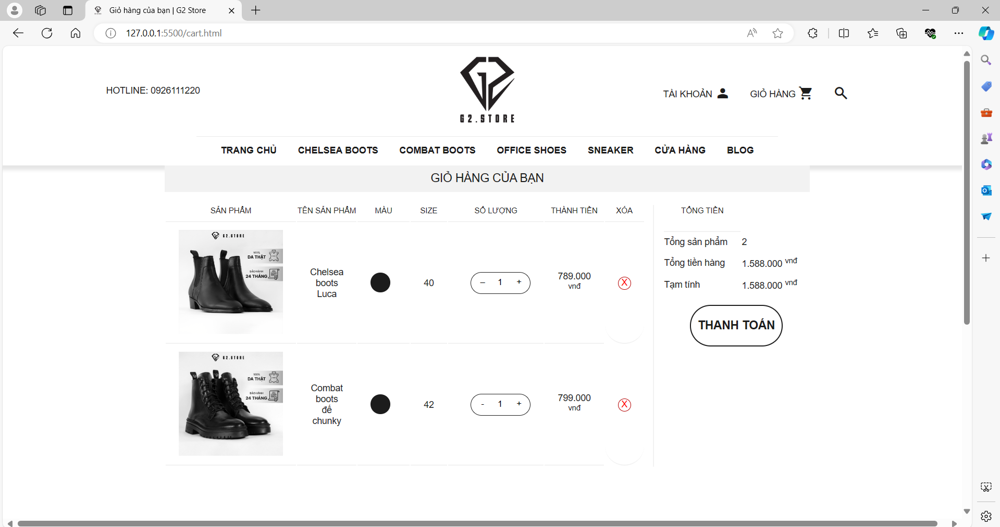 Giỏ hàng của bạn | G2 Store
127.0.0.1:5500/cart.html
HOTLINE: 0926111220
G2.STORE
TÀI KHOẢN
GIỎ HÀNG
TRANG CHỦ CHELSEA BOOTS COMBAT BOOTS OFFICE SHOES SNEAKER CỬA HÀNG BLOG
GIỎ HÀNG CỦA BẠN
SẢN PHẨM TÊN SẢN PHẨM MÀU SIZE SỐ LƯỢNG THÀNH TIỀN XÓA
G2.STORE
100%
DA THẬT
BẢO HÀNH
24 THÁNG
Chelsea
boots
Luca
40
– 1 +
789.000
vnđ
X
G2.STORE
100%
DA THẬT
BẢO HÀNH
24 THÁNG
Combat
boots
đế
chunky
42
- 1 +
799.000
vnđ
X
TỔNG TIỀN
Tổng sản phẩm 2
Tổng tiền hàng 1.588.000 vnđ
Tạm tính 1.588.000 vnđ
THANH TOÁN